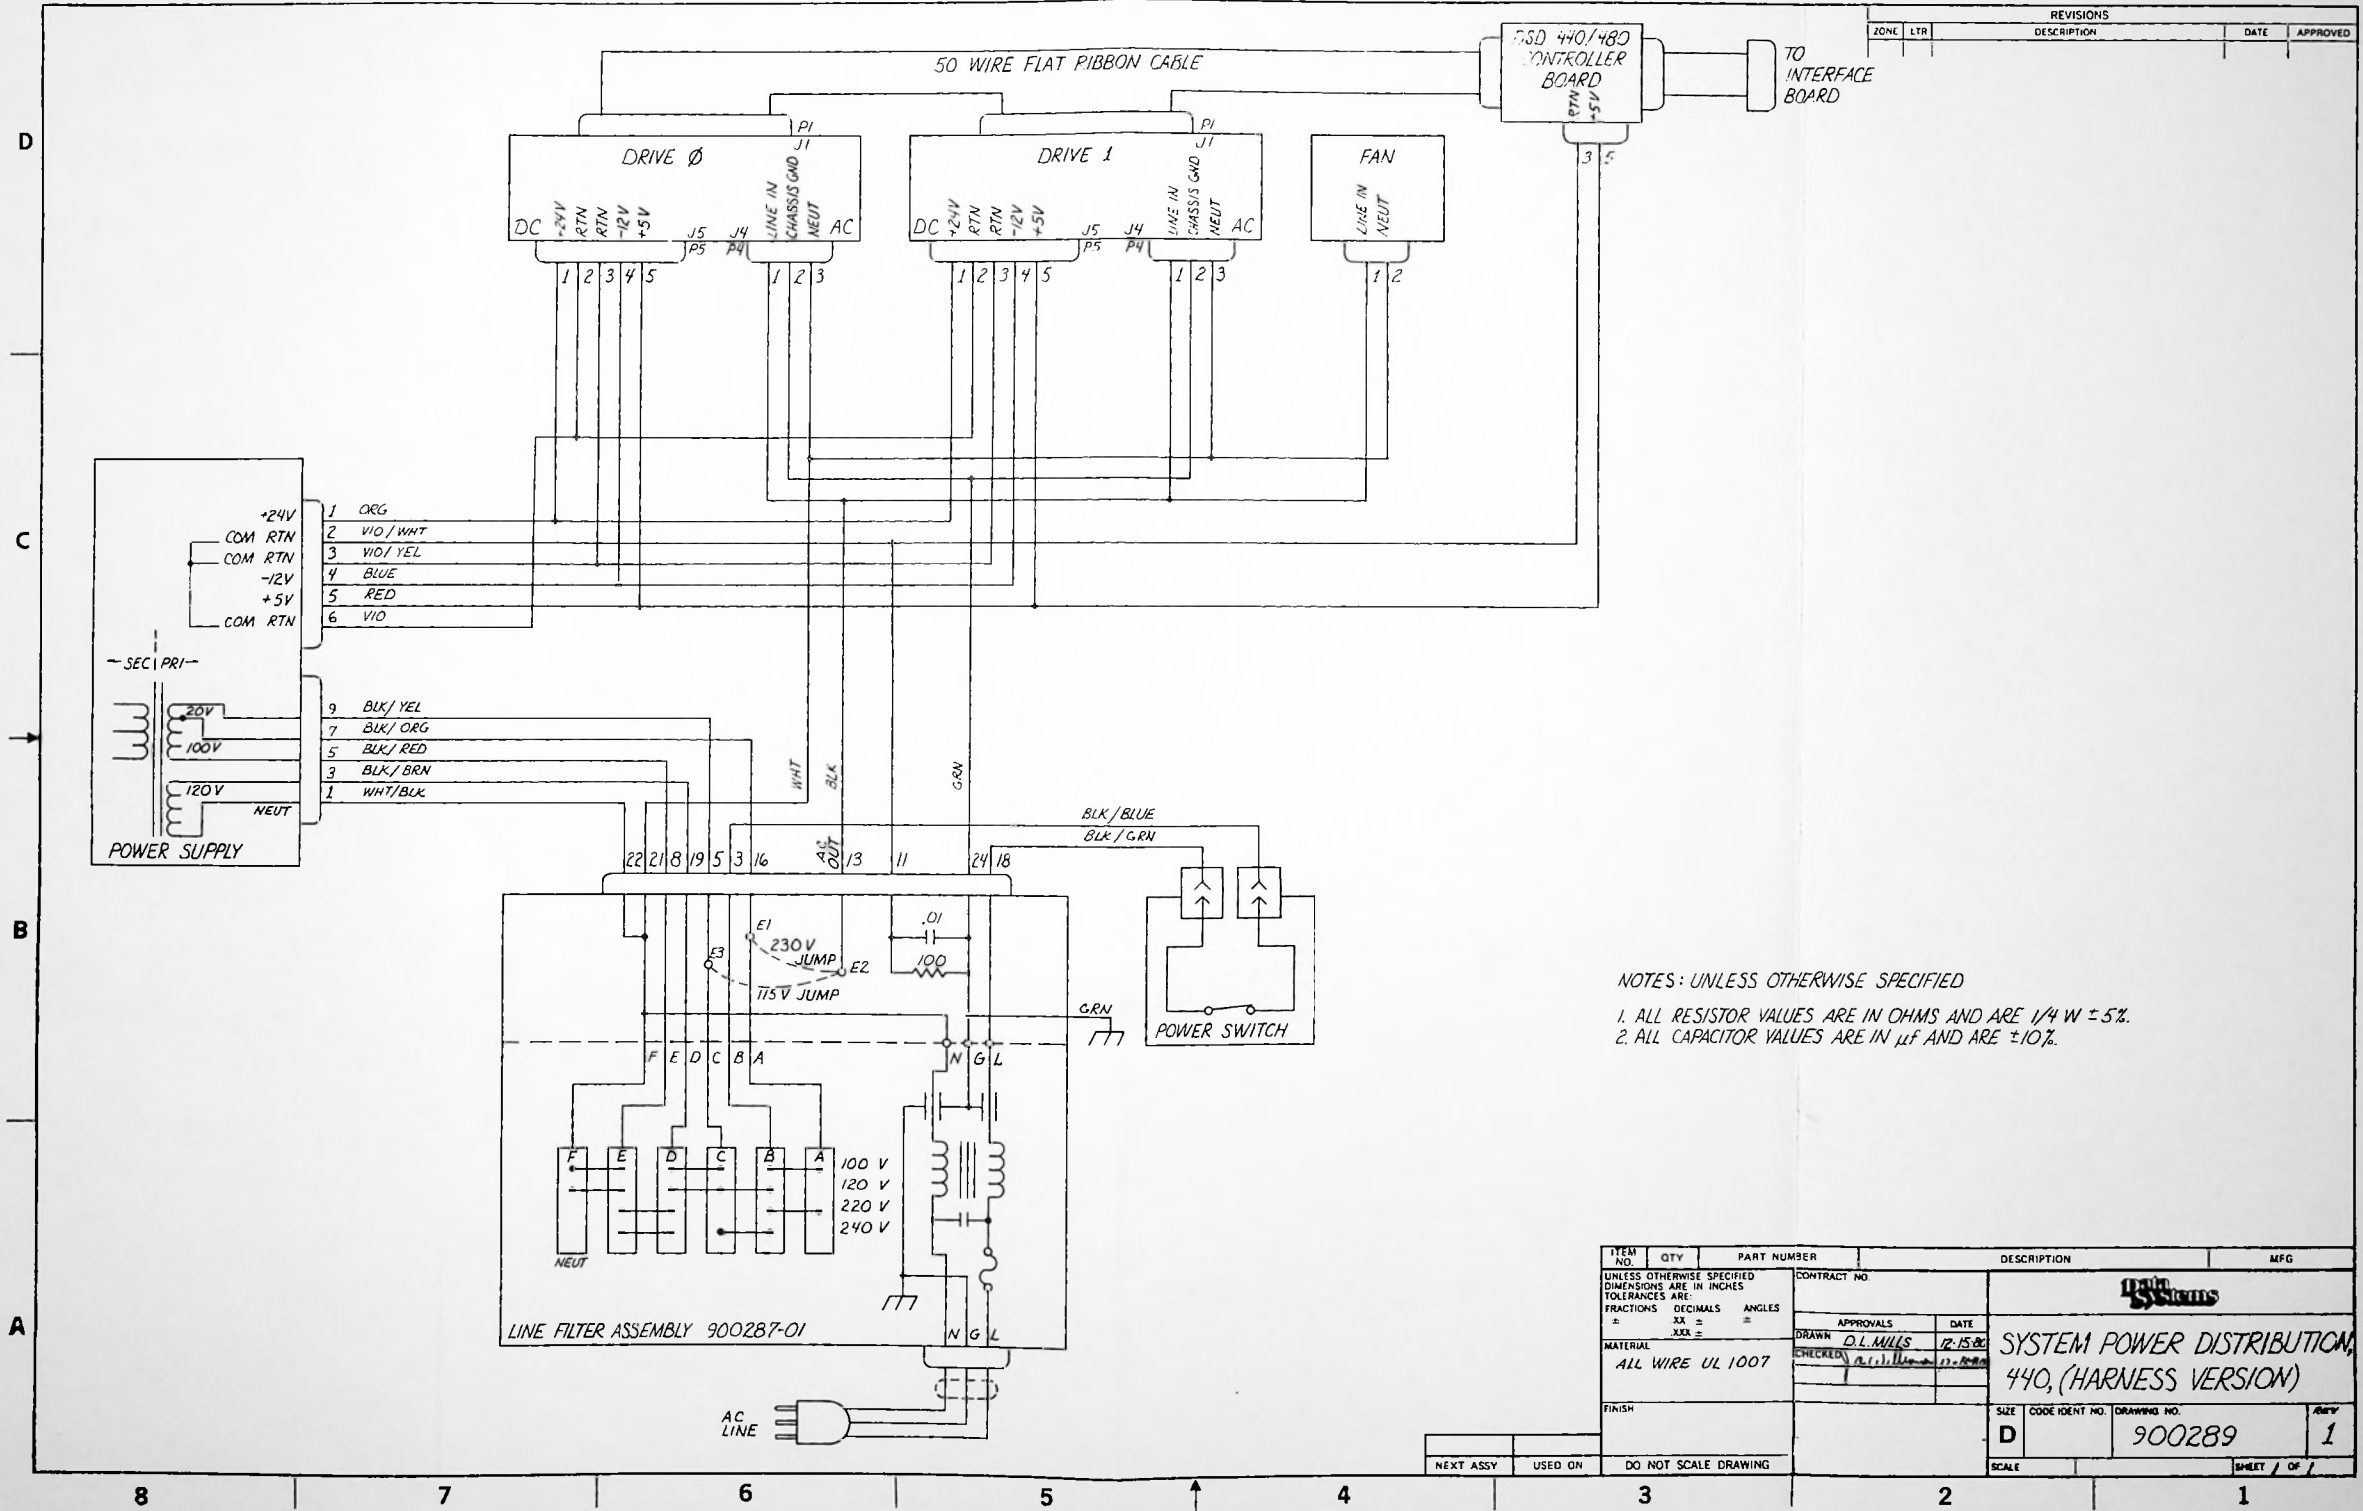 REVISIONS
ZONE LTR DESCRIPTION DATE APPROVED
50 WIRE FLAT RIBBON CABLE
440/480
CONTROLLER
BOARD
RTN
+5V
3 5
TO
INTERFACE
BOARD
D
P1
J1
DRIVE Ø
DC
+24V
RTN
RTN
-12V
+5V
J5
P5
J4
P4
LINE IN
CHASSIS GND
NEUT
AC
1 2 3 4 5
1 2 3
P1
J1
DRIVE 1
DC
+24V
RTN
RTN
-12V
+5V
J5
P5
J4
P4
LINE IN
CHASSIS GND
NEUT
AC
1 2 3 4 5
1 2 3
FAN
LINE IN
NEUT
1 2
C
+24V 1 ORG
COM RTN 2 VIO/WHT
COM RTN 3 VIO/YEL
-12V 4 BLUE
+5V 5 RED
COM RTN 6 VIO
SEC PRI
20V
100V
120V
NEUT
9 BLK/YEL
7 BLK/ORG
5 BLK/RED
3 BLK/BRN
1 WHT/BLK
POWER SUPPLY
WHT
BLK
GRN
BLK/BLUE
BLK/GRN
22 21 8 19 5 3 16
AC
OUT
13 11 24 18
B
E1
230V
JUMP
E3
E2
115V JUMP
.01
100
GRN
POWER SWITCH
F E D C B A
N G L
F E D C B A
100 V
120 V
220 V
240 V
NEUT
LINE FILTER ASSEMBLY 900287-01
N G L
AC
LINE
NOTES: UNLESS OTHERWISE SPECIFIED
1. ALL RESISTOR VALUES ARE IN OHMS AND ARE 1/4 W ±5%.
2. ALL CAPACITOR VALUES ARE IN µf AND ARE ±10%.
A
ITEM NO. QTY PART NUMBER DESCRIPTION MFG
UNLESS OTHERWISE SPECIFIED
DIMENSIONS ARE IN INCHES
TOLERANCES ARE:
FRACTIONS DECIMALS ANGLES
± XX ± ±
.XXX ±
MATERIAL
ALL WIRE UL 1007
FINISH
DO NOT SCALE DRAWING
NEXT ASSY USED ON
CONTRACT NO.
APPROVALS DATE
DRAWN D.L. MILLS 12-15-80
CHECKED
Data
Systems
SYSTEM POWER DISTRIBUTION,
440, (HARNESS VERSION)
SIZE CODE IDENT NO. DRAWING NO. REV
D 900289 1
SCALE SHEET 1 OF 1
8 7 6 5 4 3 2 1